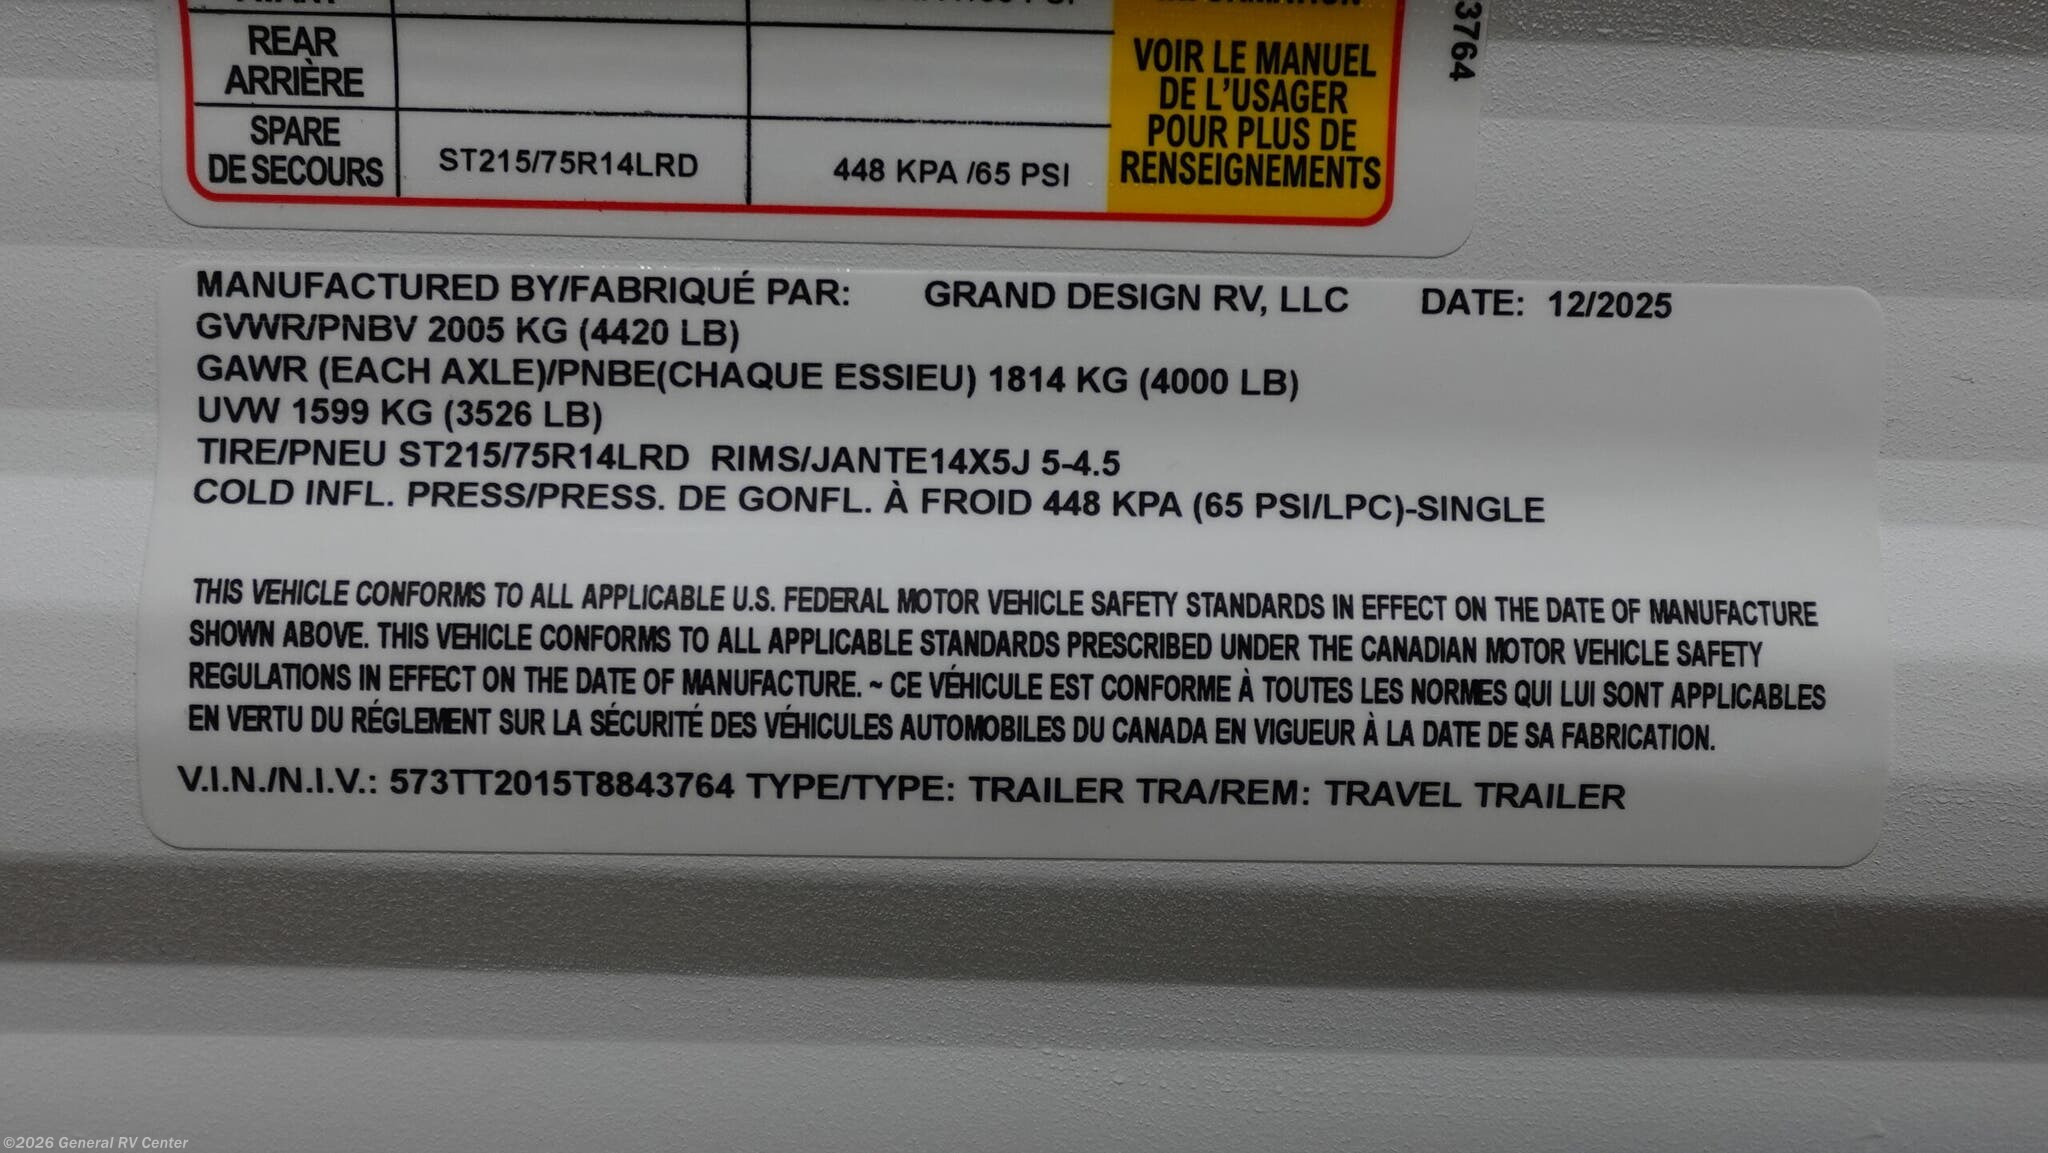 REAR
ARRIÈRE
SPARE
DE SECOURS
ST215/75R14LRD
448 KPA /65 PSI
VOIR LE MANUEL
DE L'USAGER
POUR PLUS DE
RENSEIGNEMENTS
3764
MANUFACTURED BY/FABRIQUÉ PAR: GRAND DESIGN RV, LLC DATE: 12/2025
GVWR/PNBV 2005 KG (4420 LB)
GAWR (EACH AXLE)/PNBE(CHAQUE ESSIEU) 1814 KG (4000 LB)
UVW 1599 KG (3526 LB)
TIRE/PNEU ST215/75R14LRD RIMS/JANTE14X5J 5-4.5
COLD INFL. PRESS/PRESS. DE GONFL. À FROID 448 KPA (65 PSI/LPC)-SINGLE
THIS VEHICLE CONFORMS TO ALL APPLICABLE U.S. FEDERAL MOTOR VEHICLE SAFETY STANDARDS IN EFFECT ON THE DATE OF MANUFACTURE
SHOWN ABOVE. THIS VEHICLE CONFORMS TO ALL APPLICABLE STANDARDS PRESCRIBED UNDER THE CANADIAN MOTOR VEHICLE SAFETY
REGULATIONS IN EFFECT ON THE DATE OF MANUFACTURE. ~ CE VÉHICULE EST CONFORME À TOUTES LES NORMES QUI LUI SONT APPLICABLES
EN VERTU DU RÉGLEMENT SUR LA SÉCURITÉ DES VÉHICULES AUTOMOBILES DU CANADA EN VIGUEUR À LA DATE DE SA FABRICATION.
V.I.N./N.I.V.: 573TT2015T8843764 TYPE/TYPE: TRAILER TRA/REM: TRAVEL TRAILER
©2026 General RV Center